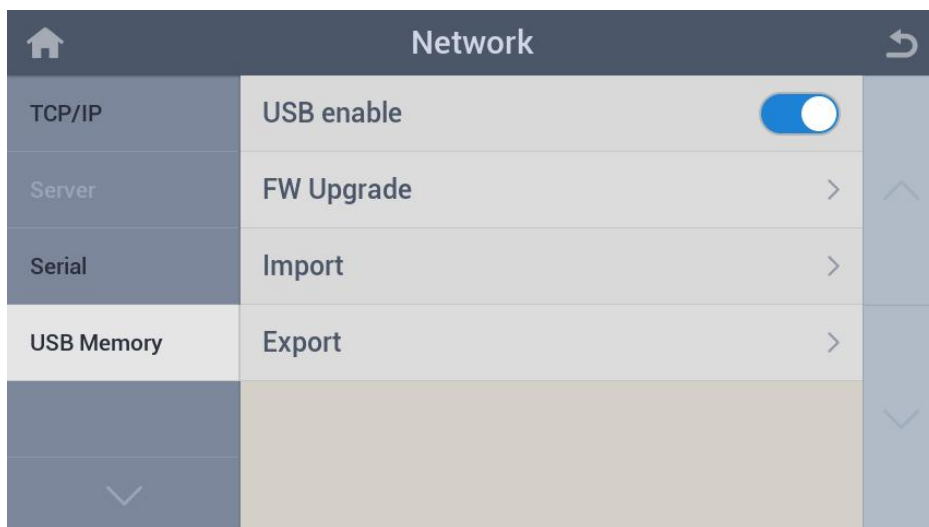 Network
TCP/IP
USB enable
Server
FW Upgrade
Serial
Import
USB Memory
Export